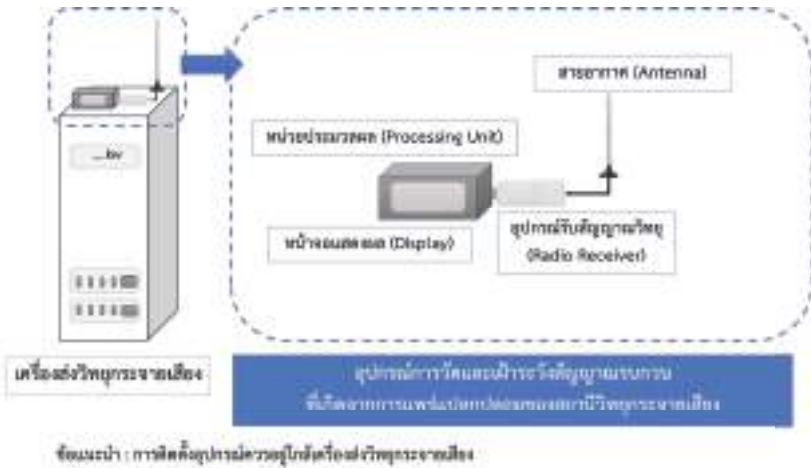 สายอากาศ (Antenna)
หน่วยประมวลผล (Processing Unit)
หน้าจอแสดงผล (Display)
อุปกรณ์รับสัญญาณวิทยุ
(Radio Receiver)
เครื่องส่งวิทยุกระจายเสียง
อุปกรณ์การวัดและเฝ้าระวังสัญญาณรบกวน
ที่เกิดจากการแพร่แปลกปลอมของสถานีวิทยุกระจายเสียง
ข้อแนะนำ : การติดตั้งอุปกรณ์ควรอยู่ใกล้เครื่องส่งวิทยุกระจายเสียง